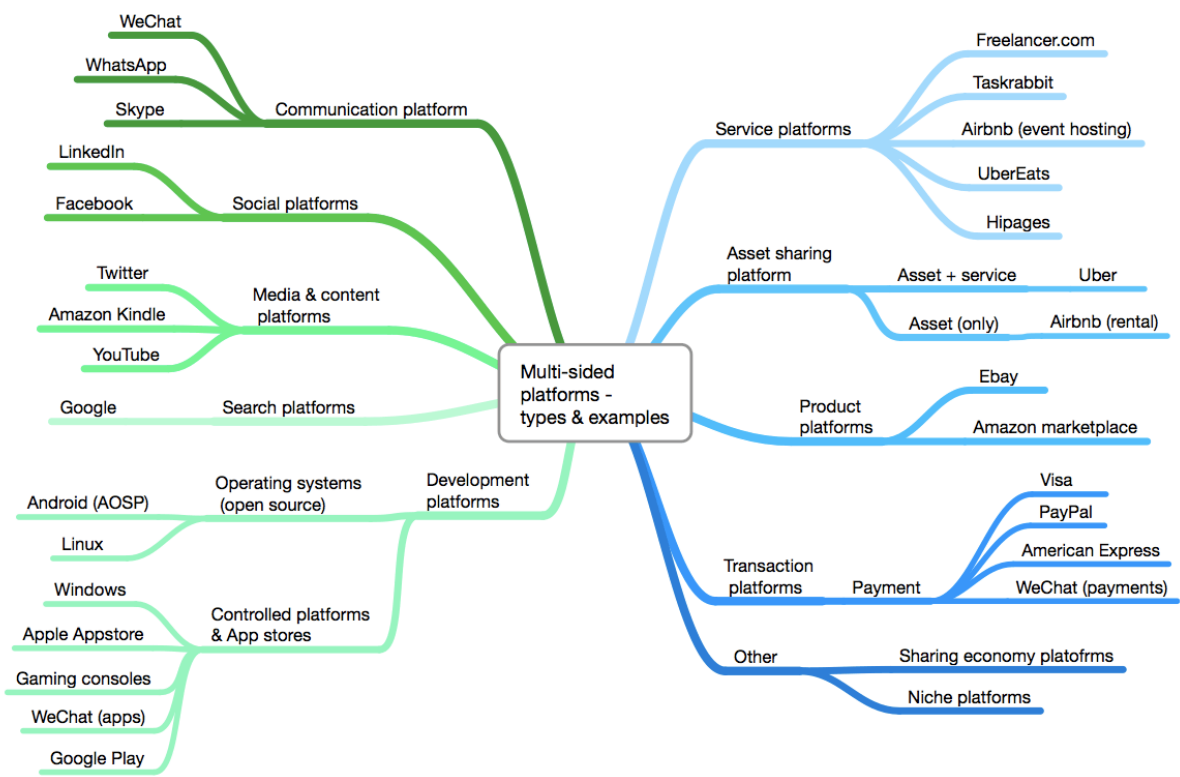 WeChat
WhatsApp
Skype
Communication platform
LinkedIn
Facebook
Social platforms
Twitter
Amazon Kindle
YouTube
Media & content
platforms
Google
Search platforms
Android (AOSP)
Linux
Operating systems
(open source)
Development
platforms
Windows
Apple Appstore
Gaming consoles
WeChat (apps)
Google Play
Controlled platforms
& App stores
Multi-sided
platforms -
types & examples
Service platforms
Freelancer.com
Taskrabbit
Airbnb (event hosting)
UberEats
Hipages
Asset sharing
platform
Asset + service
Uber
Asset (only)
Airbnb (rental)
Product
platforms
Ebay
Amazon marketplace
Transaction
platforms
Payment
Visa
PayPal
American Express
WeChat (payments)
Other
Sharing economy platofrms
Niche platforms